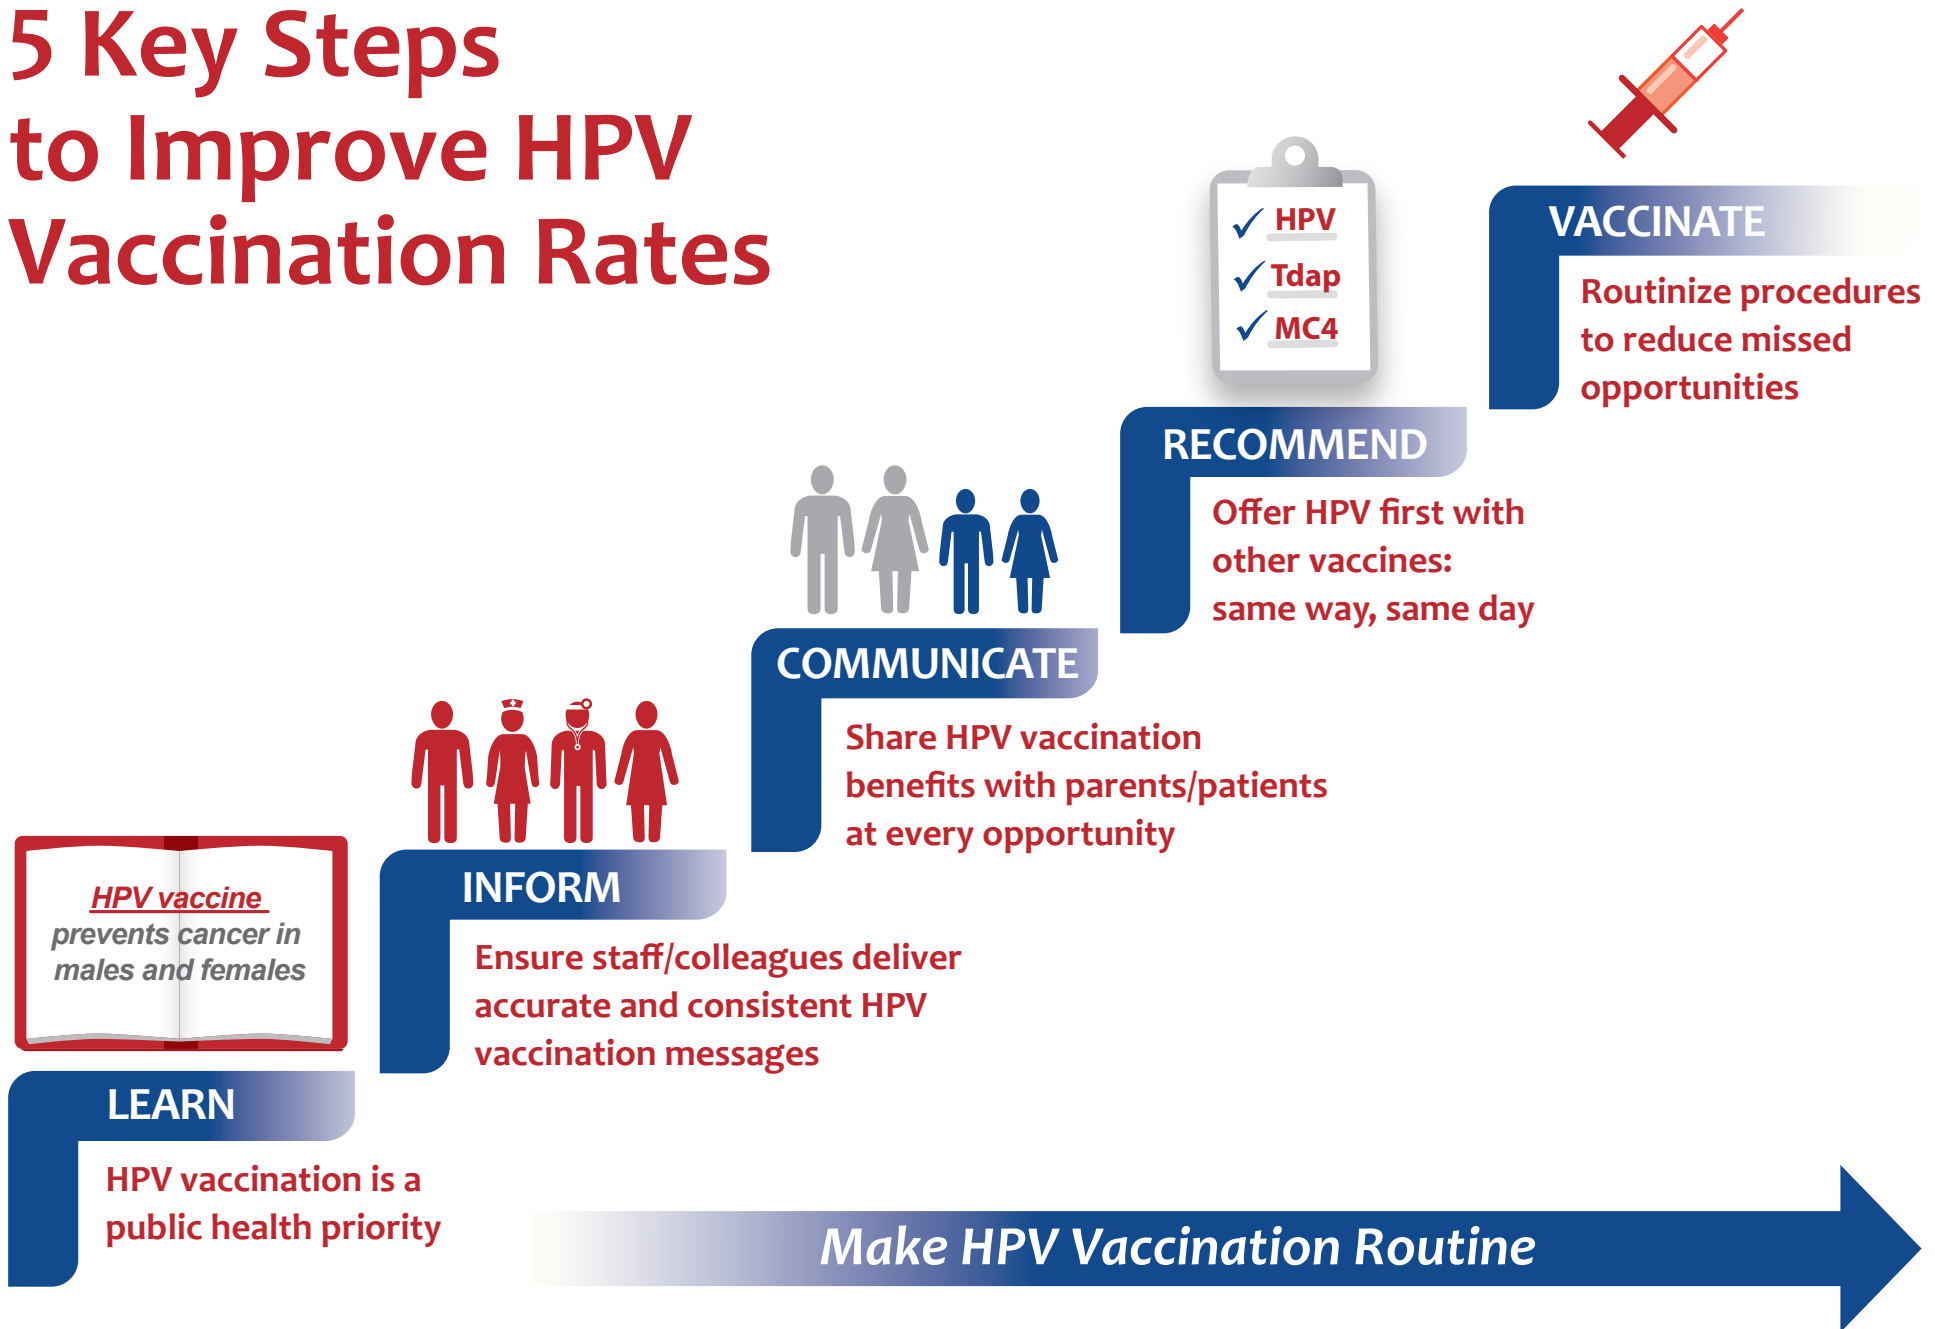 5 Key Steps
to Improve HPV
Vaccination Rates
HPV
Tdap
MC4
VACCINATE
Routinize procedures
to reduce missed
opportunities
RECOMMEND
Offer HPV first with
other vaccines:
same way, same day
COMMUNICATE
Share HPV vaccination
benefits with parents/patients
at every opportunity
INFORM
Ensure staff/colleagues deliver
accurate and consistent HPV
vaccination messages
HPV vaccine
prevents cancer in
males and females
LEARN
HPV vaccination is a
public health priority
Make HPV Vaccination Routine